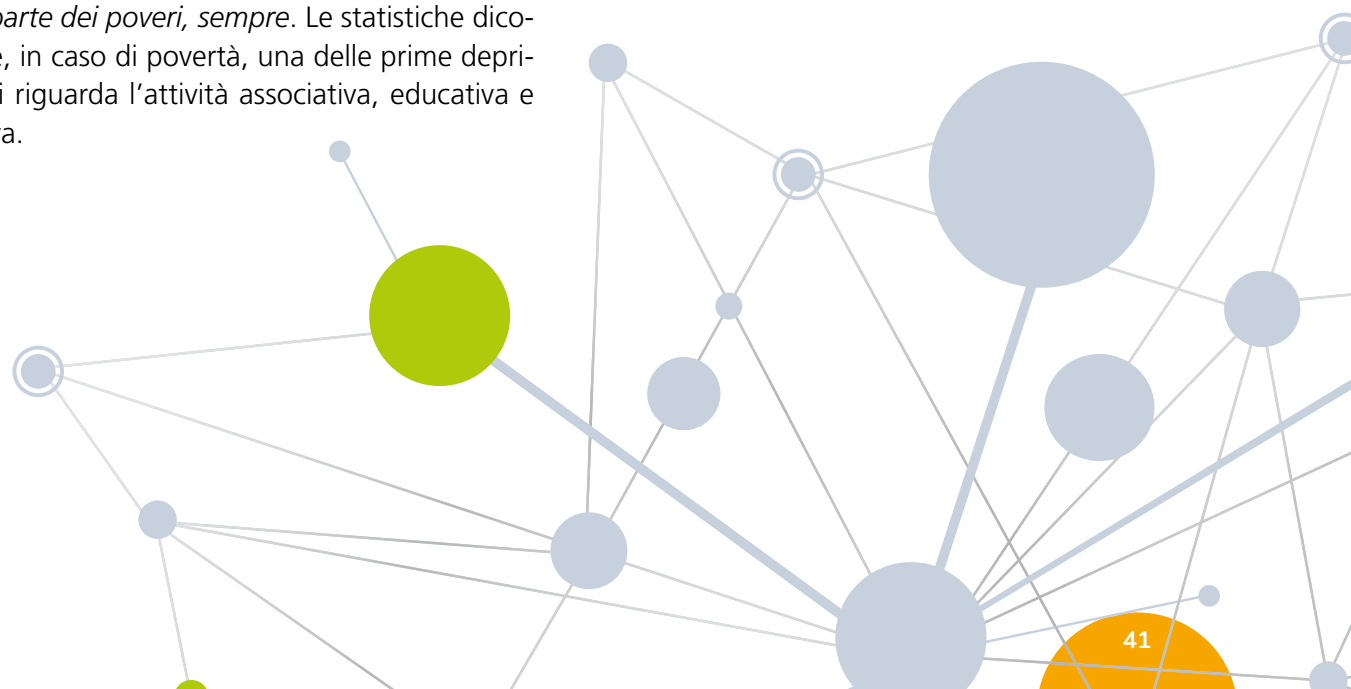 parte dei poveri, sempre. Le statistiche dico-
, in caso di povertà, una delle prime depri-
i riguarda l'attività associativa, educativa e
a.
41